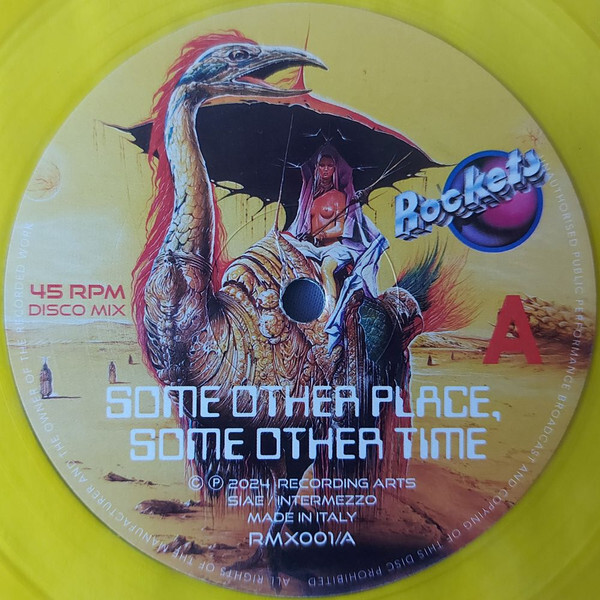 Rockets
45 RPM
DISCO MIX
A
SOME OTHER PLACE,
SOME OTHER TIME
© ℗ 2024 RECORDING ARTS
SIAE / INTERMEZZO
MADE IN ITALY
RMX001/A
ALL RIGHTS OF THE MANUFACTURER AND THE OWNER OF THE RECORDED WORK
UNAUTHORISED PUBLIC PERFORMANCE BROADCAST AND COPYING OF THIS DISC PROHIBITED